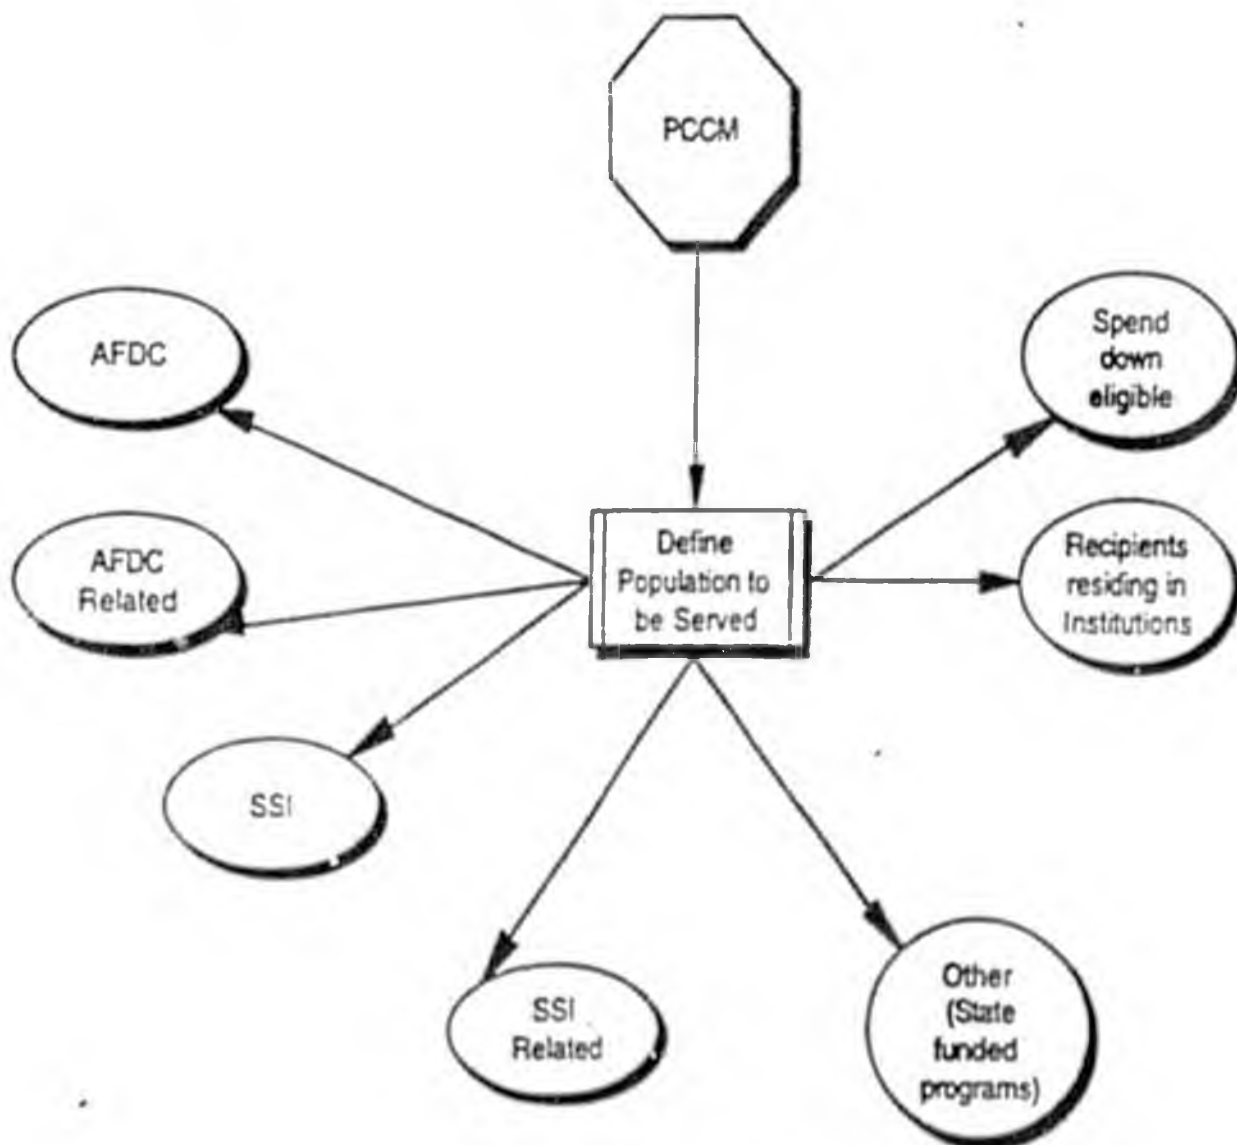 PCCM
AFDC
Spend
down
eligible
AFDC
Related
Define
Population to
be Served
Recipients
residing in
Institutions
SSI
SSI
Related
Other
(State
funded
programs)